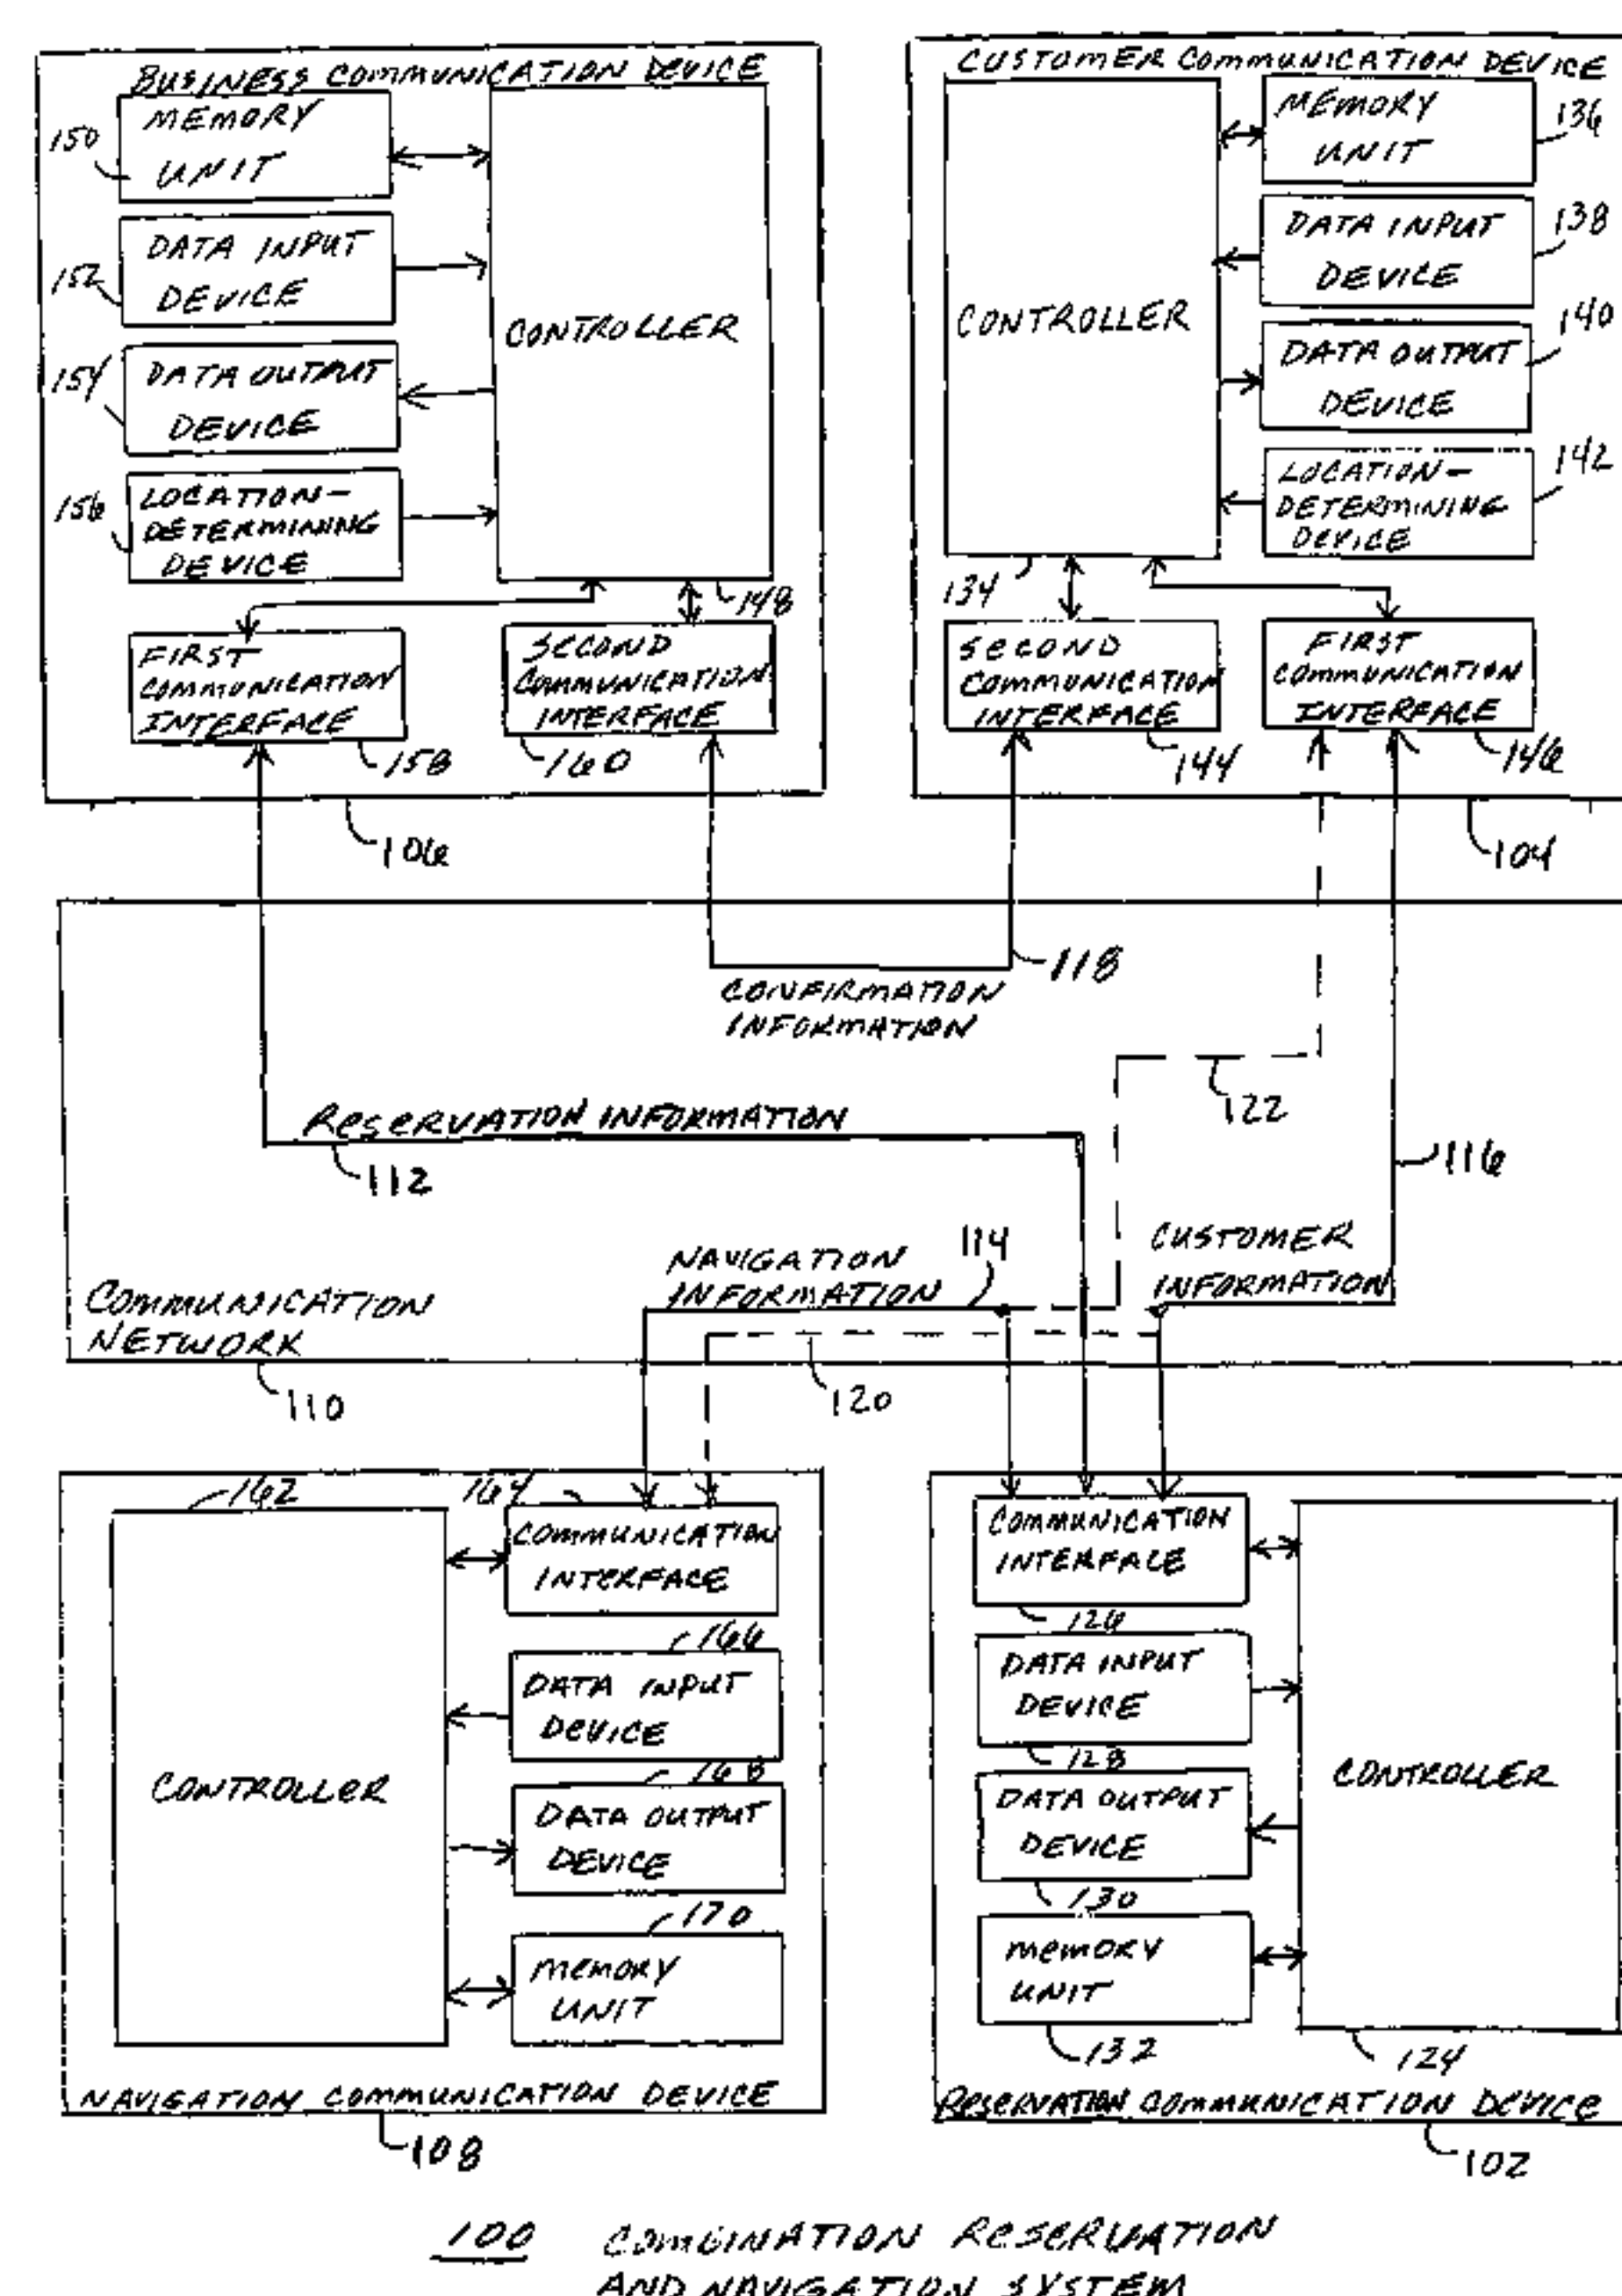 BUSINESS COMMUNICATION DEVICE
MEMORY
UNIT
150
DATA INPUT
DEVICE
152
DATA OUTPUT
DEVICE
154
LOCATION-
DETERMINING
DEVICE
156
CONTROLLER
148
FIRST
COMMUNICATION
INTERFACE
158
SECOND
COMMUNICATION
INTERFACE
160
106
CUSTOMER COMMUNICATION DEVICE
CONTROLLER
134
MEMORY
UNIT
136
DATA INPUT
DEVICE
138
DATA OUTPUT
DEVICE
140
LOCATION-
DETERMINING
DEVICE
142
SECOND
COMMUNICATION
INTERFACE
144
FIRST
COMMUNICATION
INTERFACE
146
104
118
CONFIRMATION
INFORMATION
122
RESERVATION INFORMATION
112
116
NAVIGATION
INFORMATION
114
CUSTOMER
INFORMATION
COMMUNICATION
NETWORK
110
120
162
164
CONTROLLER
COMMUNICATION
INTERFACE
166
DATA INPUT
DEVICE
168
DATA OUTPUT
DEVICE
170
MEMORY
UNIT
NAVIGATION COMMUNICATION DEVICE
108
COMMUNICATION
INTERFACE
126
DATA INPUT
DEVICE
128
DATA OUTPUT
DEVICE
130
MEMORY
UNIT
132
CONTROLLER
124
RESERVATION COMMUNICATION DEVICE
102
100 COMBINATION RESERVATION
AND NAVIGATION SYSTEM